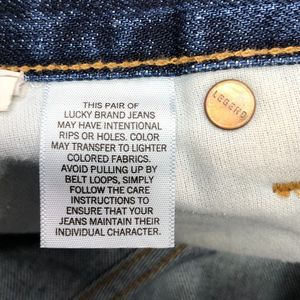 THIS PAIR OF
LUCKY BRAND JEANS
MAY HAVE INTENTIONAL
RIPS OR HOLES. COLOR
MAY TRANSFER TO LIGHTER
COLORED FABRICS.
AVOID PULLING UP BY
BELT LOOPS, SIMPLY
FOLLOW THE CARE
INSTRUCTIONS TO
ENSURE THAT YOUR
JEANS MAINTAIN THEIR
INDIVIDUAL CHARACTER.
LEGEND